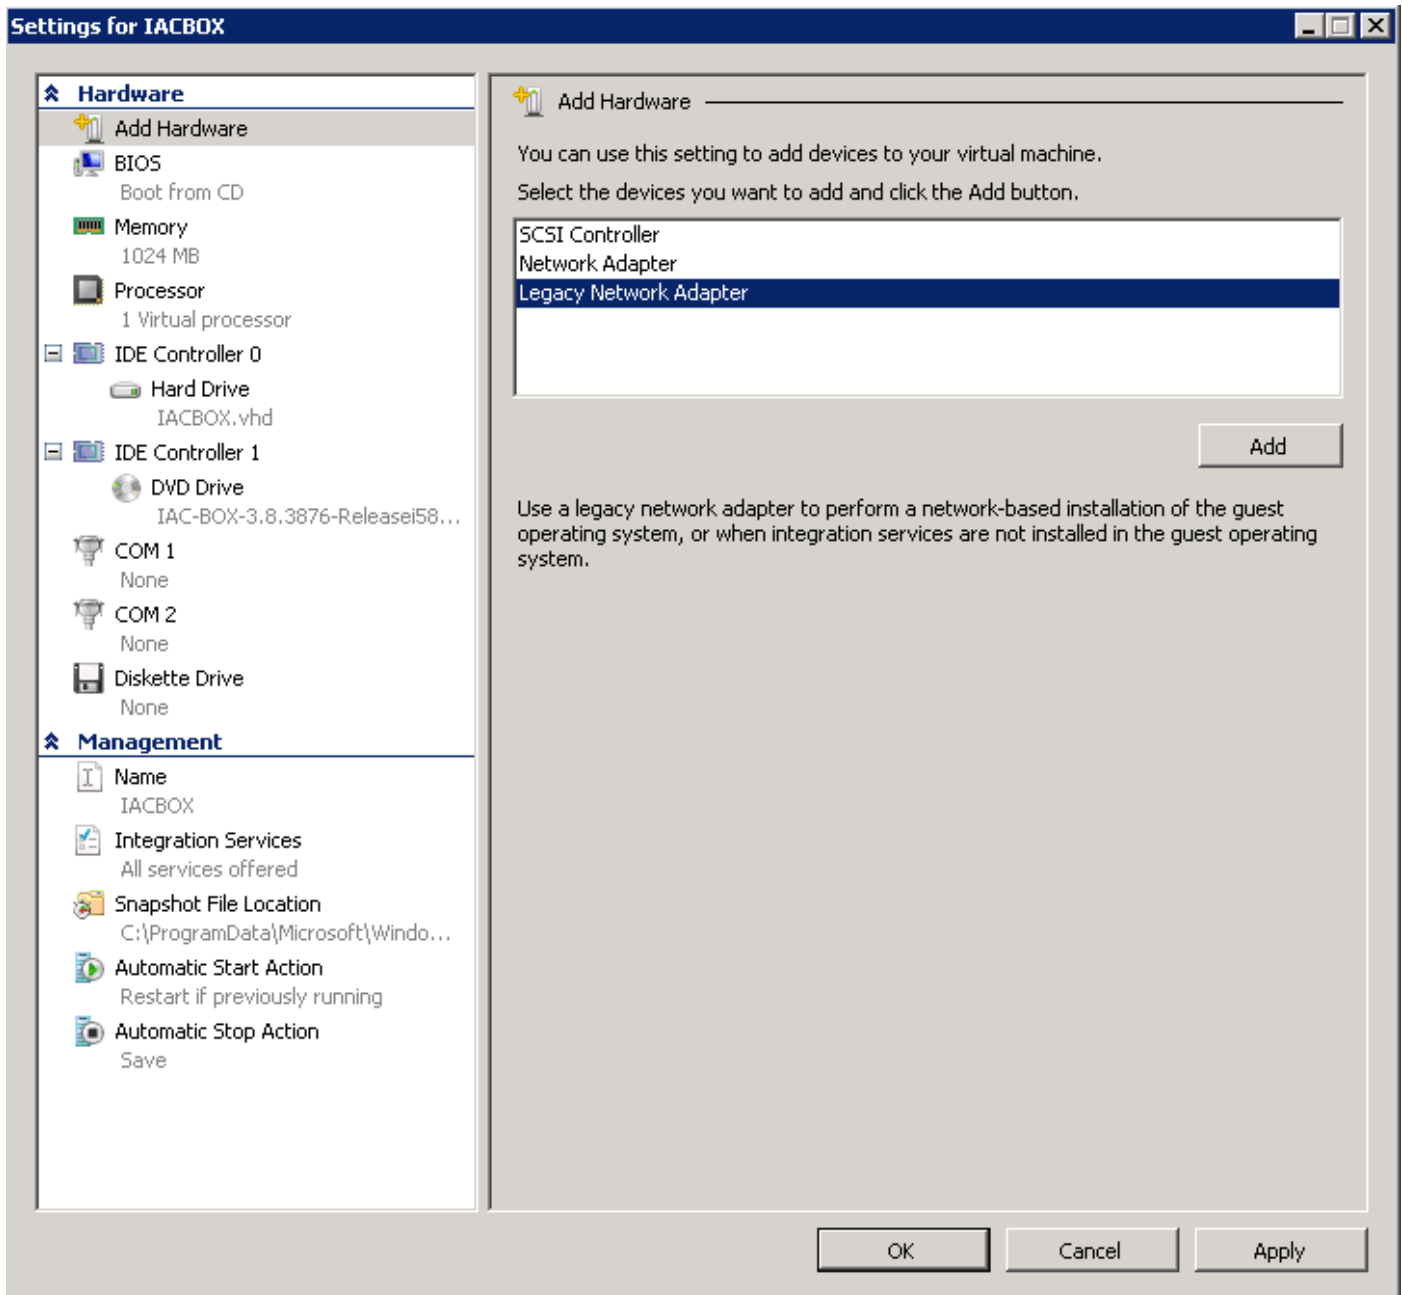 Settings for IACBOX
Hardware
Add Hardware
BIOS
Boot from CD
Memory
1024 MB
Processor
1 Virtual processor
IDE Controller 0
Hard Drive
IACBOX.vhd
IDE Controller 1
DVD Drive
IAC-BOX-3.8.3876-Releasei58...
COM 1
None
COM 2
None
Diskette Drive
None
Management
Name
IACBOX
Integration Services
All services offered
Snapshot File Location
C:\ProgramData\Microsoft\Windo...
Automatic Start Action
Restart if previously running
Automatic Stop Action
Save
Add Hardware
You can use this setting to add devices to your virtual machine.
Select the devices you want to add and click the Add button.
SCSI Controller
Network Adapter
Legacy Network Adapter
Add
Use a legacy network adapter to perform a network-based installation of the guest
operating system, or when integration services are not installed in the guest operating
system.
OK
Cancel
Apply